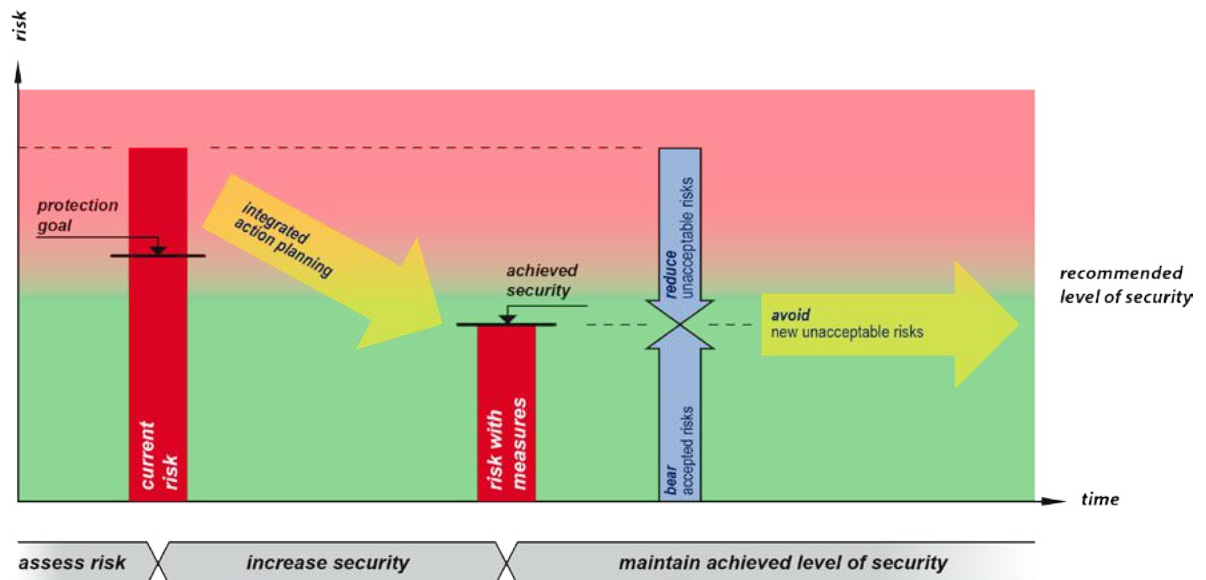 risk
protection
goal
integrated
action planning
achieved
security
reduce
unacceptable risks
avoid
new unacceptable risks
recommended
level of security
current
risk
risk with
measures
bear
accepted risks
time
assess risk
increase security
maintain achieved level of security